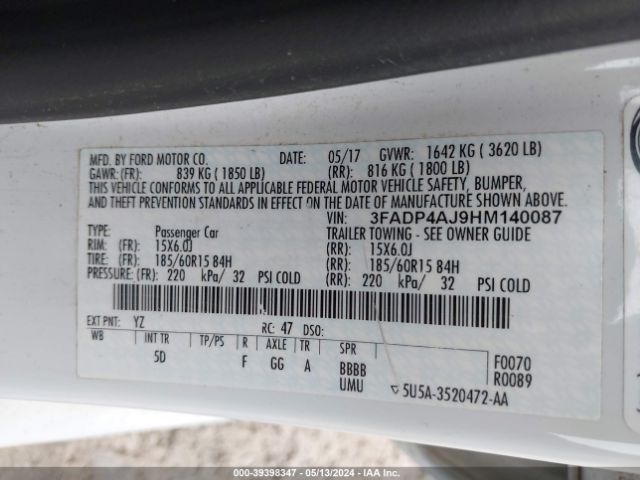 MFD. BY FORD MOTOR CO. DATE: 05/17 GVWR: 1642 KG ( 3620 LB)
GAWR: (FR): 839 KG ( 1850 LB) (RR): 816 KG ( 1800 LB)
THIS VEHICLE CONFORMS TO ALL APPLICABLE FEDERAL MOTOR VEHICLE SAFETY, BUMPER,
AND THEFT PREVENTION STANDARDS IN EFFECT ON THE DATE OF MANUFACTURE SHOWN ABOVE.
VIN: 3FADP4AJ9HM140087
TYPE: Passenger Car TRAILER TOWING - SEE OWNER GUIDE
RIM: (FR): 15X6.0J (RR): 15X6.0J
TIRE: (FR): 185/60R15 84H (RR): 185/60R15 84H
PRESSURE: (FR): 220 kPa/ 32 PSI COLD (RR): 220 kPa/ 32 PSI COLD
EXT PNT: YZ RC: 47 DSO:
WB INT TR TP/PS R AXLE TR SPR
5D F GG A BBBB F0070
UMU R0089
5U5A-3520472-AA
000-39398347 • 05/13/2024 • IAA Inc.